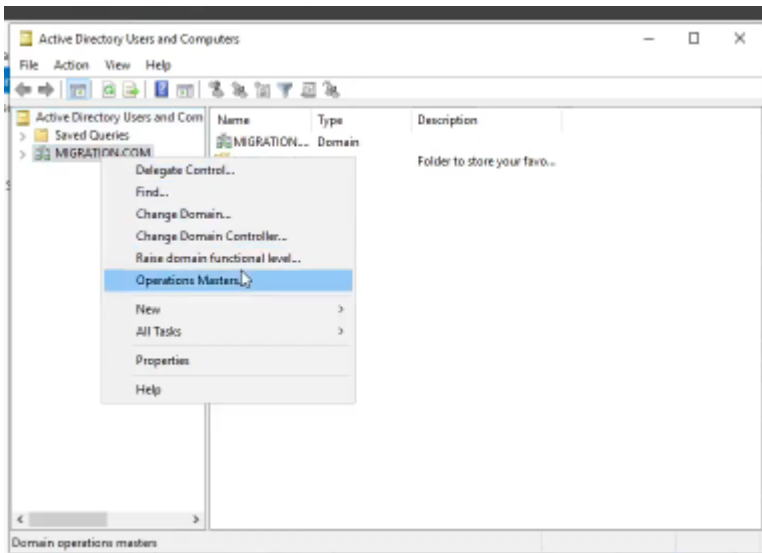 Active Directory Users and Computers
File Action View Help
Active Directory Users and Com
Saved Queries
MIGRATION.COM
Name Type Description
MIGRATION... Domain
Folder to store your favo...
Delegate Control...
Find...
Change Domain...
Change Domain Controller...
Raise domain functional level...
Operations Masters...
New
All Tasks
Properties
Help
Domain operations masters